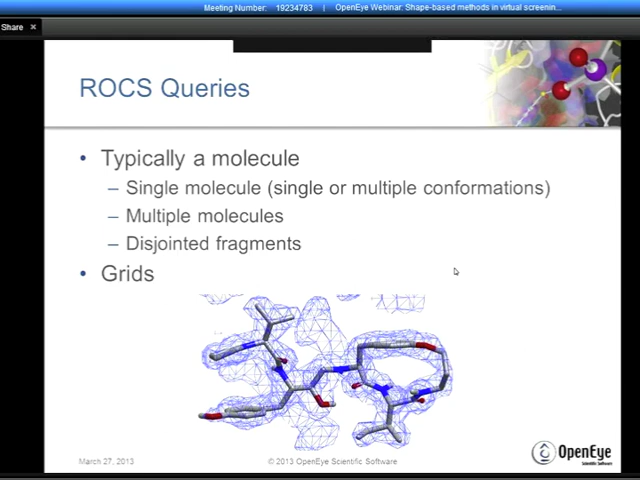 Meeting Number: 19234783 | OpenEye Webinar: Shape-based methods in virtual screenin...
Share ×
ROCS Queries
• Typically a molecule
– Single molecule (single or multiple conformations)
– Multiple molecules
– Disjointed fragments
• Grids
March 27, 2013 © 2013 OpenEye Scientific Software
OpenEye
Scientific Software